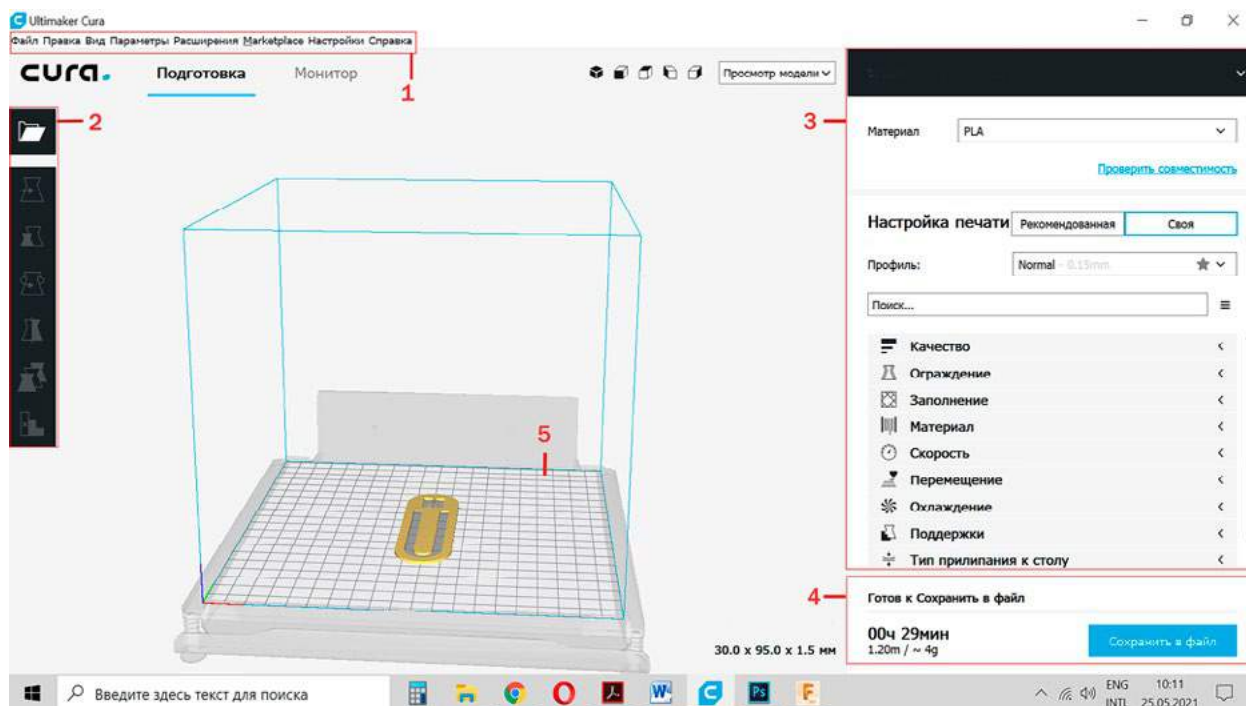 Ultimaker Cura
Файл Правка Вид Параметры Расширения Marketplace Настройки Справка
1
cura.
Подготовка
Монитор
Просмотр модели
2
3
Материал
PLA
Проверить совместимость
Настройка печати
Рекомендованная
Своя
Профиль:
Normal - 0.15mm
Поиск...
Качество
Ограждение
Заполнение
Материал
Скорость
Перемещение
Охлаждение
Поддержки
Тип прилипания к столу
5
4
Готов к Сохранить в файл
00ч 29мин
1.20m / ~ 4g
Сохранить в файл
30.0 x 95.0 x 1.5 мм
Введите здесь текст для поиска
W
Ps
F
ENG
INTL
10:11
25.05.2021